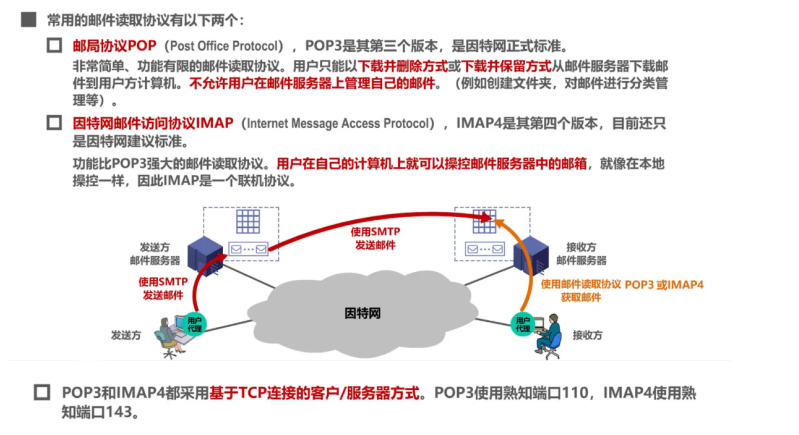 常用的邮件读取协议有以下两个：
邮局协议POP（Post Office Protocol），POP3是其第三个版本，是因特网正式标准。
非常简单、功能有限的邮件读取协议。用户只能以下载并删除方式或下载并保留方式从邮件服务器下载邮
件到用户方计算机。不允许用户在邮件服务器上管理自己的邮件。（例如创建文件夹，对邮件进行分类管
理等）。
因特网邮件访问协议IMAP（Internet Message Access Protocol），IMAP4是其第四个版本，目前还只
是因特网建议标准。
功能比POP3强大的邮件读取协议。用户在自己的计算机上就可以操控邮件服务器中的邮箱，就像在本地
操控一样，因此IMAP是一个联机协议。
使用SMTP
发送邮件
发送方
邮件服务器
接收方
邮件服务器
使用SMTP
发送邮件
使用邮件读取协议 POP3 或IMAP4
获取邮件
因特网
用户
代理
用户
代理
发送方
接收方
POP3和IMAP4都采用基于TCP连接的客户/服务器方式。POP3使用熟知端口110，IMAP4使用熟
知端口143。